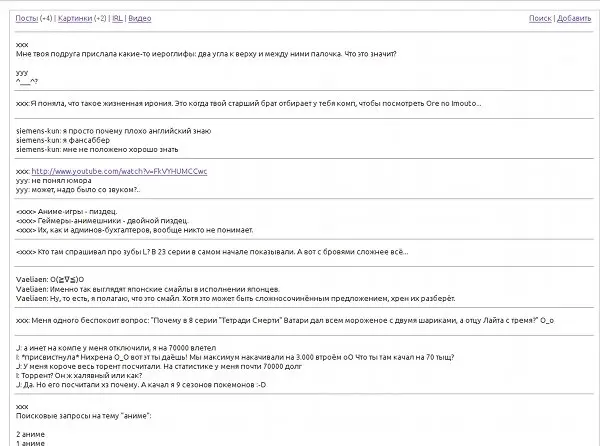 Посты (+4) | Картинки (+2) | IRL | Видео
Поиск | Добавить
xxx
Мне твоя подруга прислала какие-то иероглифы: два угла к верху и между ними палочка. Что это значит?
yyy
^___^?
xxx:Я поняла, что такое жизненная ирония. Это когда твой старший брат отбирает у тебя комп, чтобы посмотреть Ore no Imouto...
siemens-kun: я просто почему плохо английский знаю
siemens-kun: я фансаббер
siemens-kun: мне не положено хорошо знать
xxx: http://www.youtube.com/watch?v=FkVYHUMCCwc
yyy: не понял юмора
yyy: может, надо было со звуком?..
<xxx> Аниме-игры - пиздец.
<xxx> Геймеры-анимешники - двойной пиздец.
<xxx> Их, как и админов-бухгалтеров, вообще никто не понимает.
<xxx> Кто там спрашивал про зубы L? В 23 серии в самом начале показывали. А вот с бровями сложнее всё...
Vaeliaen: O(≧∇≦)O
Vaeliaen: Именно так выглядят японские смайлы в исполнении японцев.
Vaeliaen: Ну, то есть, я полагаю, что это смайл. Хотя это может быть сложносочинённым предложением, хрен их разберёт.
xxx: Меня одного беспокоит вопрос: "Почему в 8 серии "Тетради Смерти" Ватари дал всем мороженое с двумя шариками, а отцу Лайта с тремя?" О_о
J: а инет на компе у меня отключили, я на 70000 влетел
I: *присвистнула* Нихрена О_О вот эт ты даёшь! Мы максимум накачивали на 3.000 втроём оО Что ты там качал на 70 тыщ?
J: У меня короче весь торент посчитали. На статистике у меня почти 70000 долг
I: Торрент? Он ж халявный или как?
J: Да. Но его посчитали хз почему. А качал я 9 сезонов покемонов :-D
xxx
Поисковые запросы на тему "аниме":
2 аниме
1 аниме